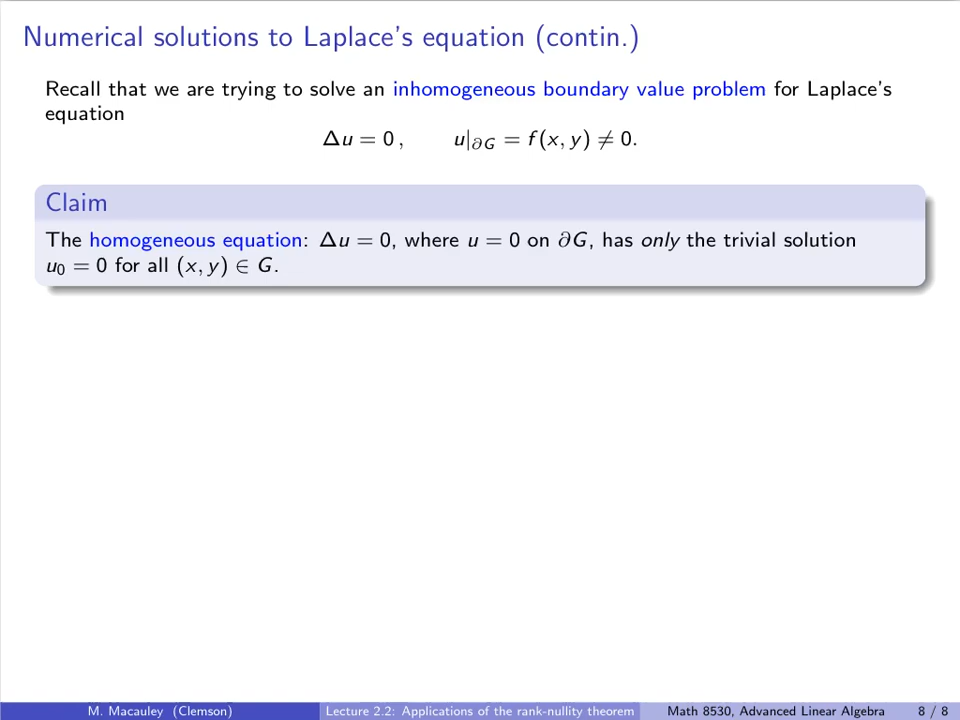 Numerical solutions to Laplace's equation (contin.)
Recall that we are trying to solve an inhomogeneous boundary value problem for Laplace's
equation
Δu = 0 , u|∂G = f(x, y) ≠ 0.
Claim
The homogeneous equation: Δu = 0, where u = 0 on ∂G, has only the trivial solution
u₀ = 0 for all (x, y) ∈ G.
M. Macauley (Clemson) Lecture 2.2: Applications of the rank-nullity theorem Math 8530, Advanced Linear Algebra 8 / 8